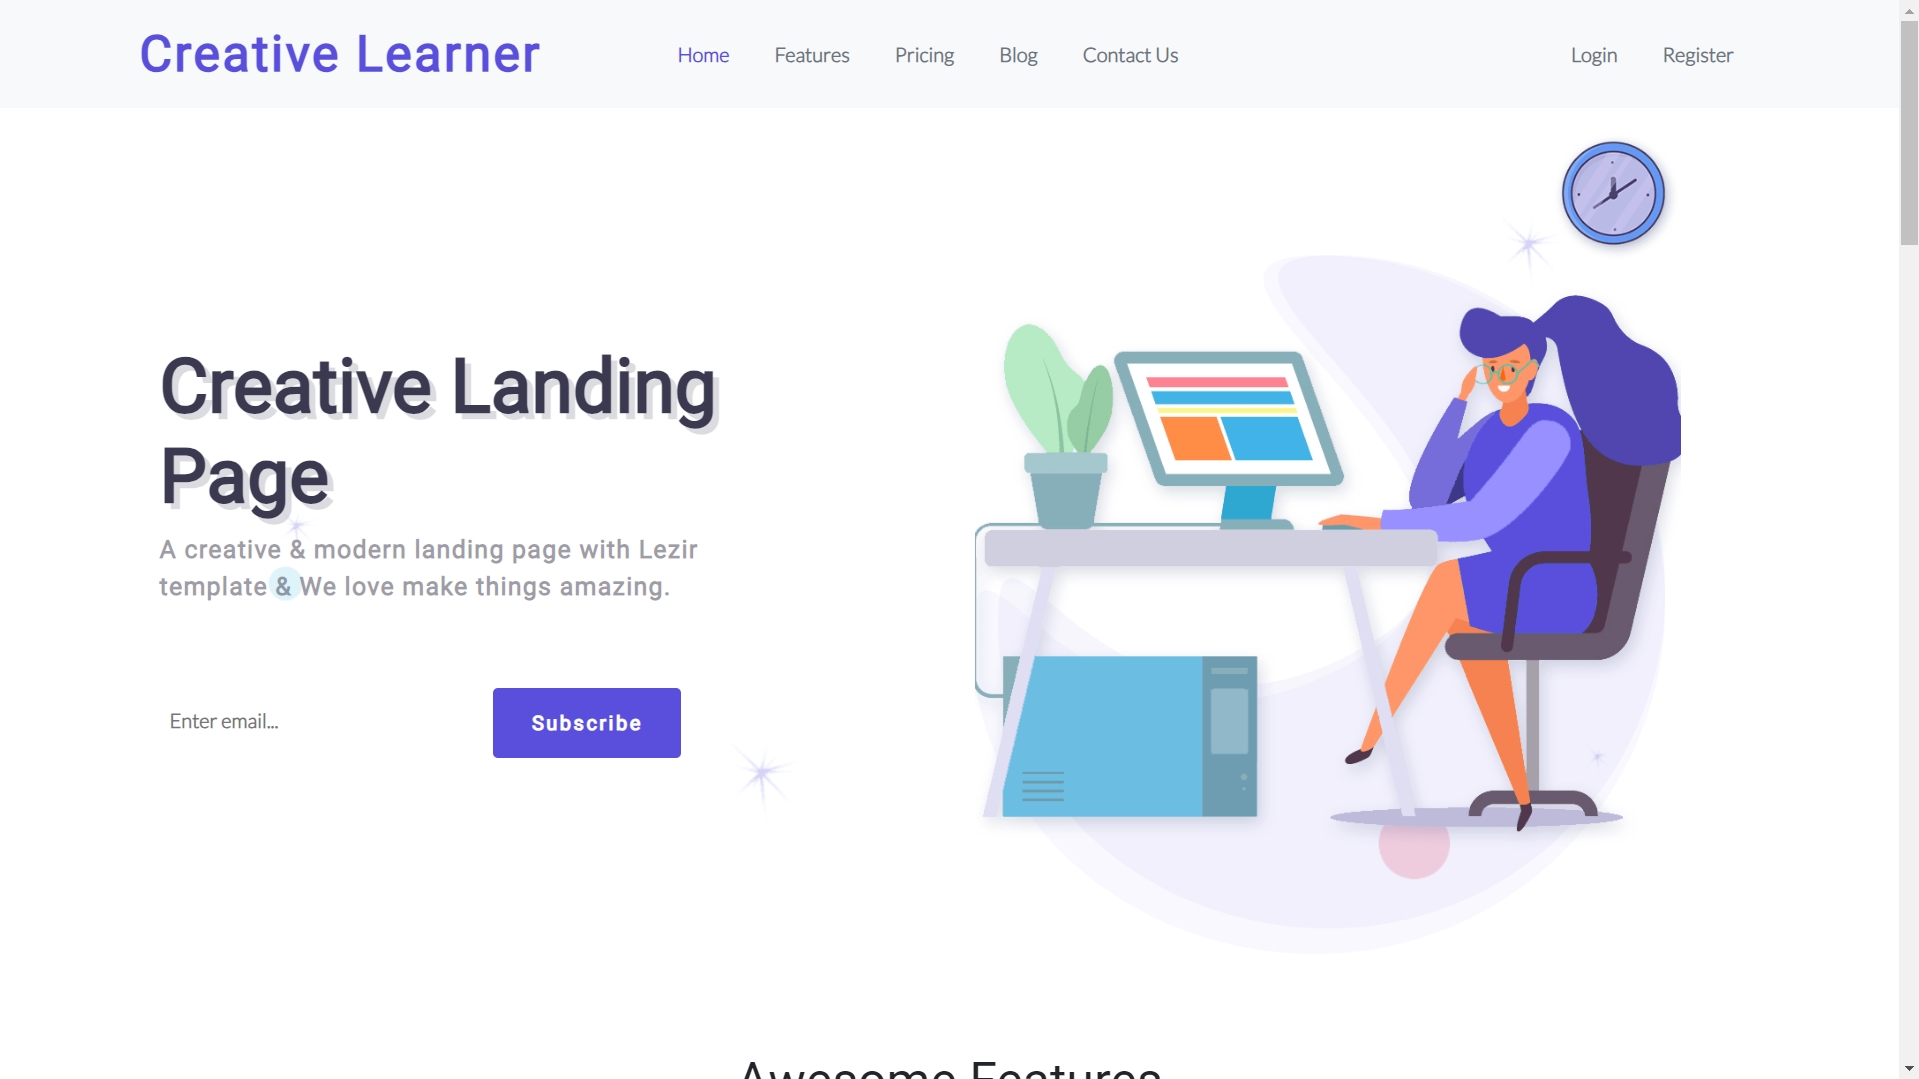 Creative Learner
Home Features Pricing Blog Contact Us
Login Register
Creative Landing
Page
A creative & modern landing page with Lezir
template & We love make things amazing.
Enter email...
Subscribe
Awesome Features